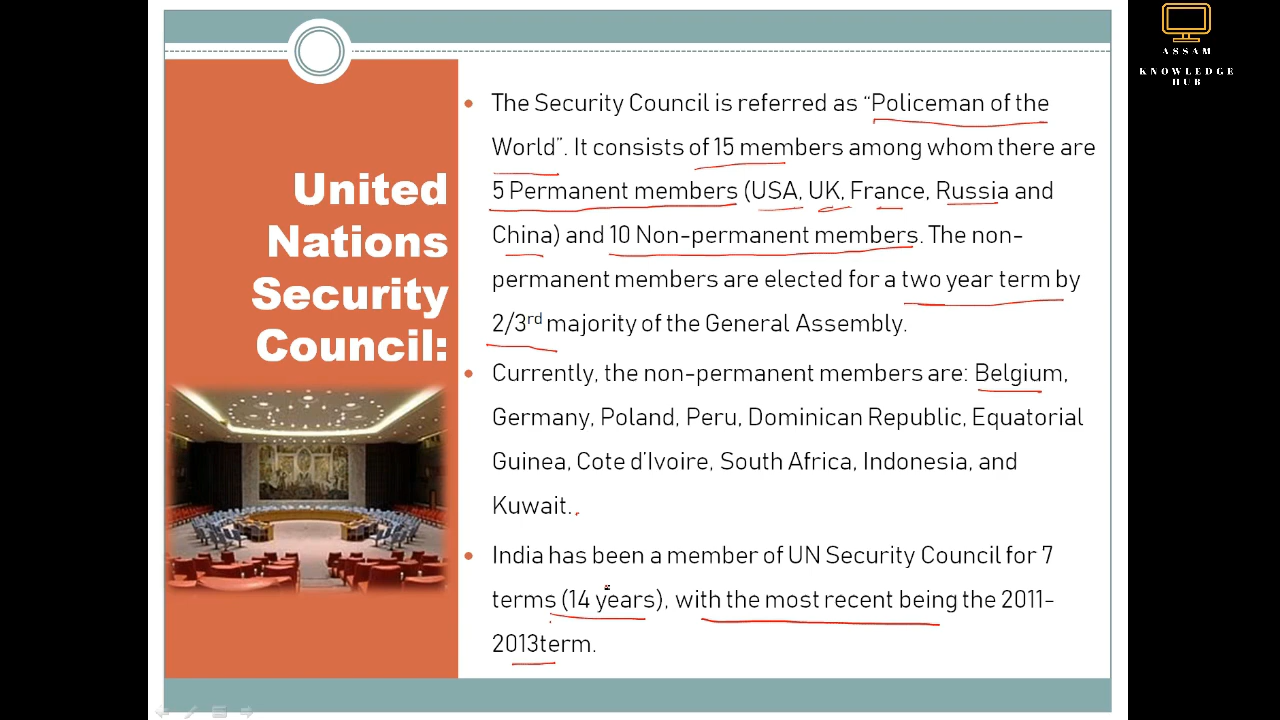 United
Nations
Security
Council:
The Security Council is referred as “Policeman of the
World”. It consists of 15 members among whom there are
5 Permanent members (USA, UK, France, Russia and
China) and 10 Non-permanent members. The non-
permanent members are elected for a two year term by
2/3rd majority of the General Assembly.
Currently, the non-permanent members are: Belgium,
Germany, Poland, Peru, Dominican Republic, Equatorial
Guinea, Cote d’Ivoire, South Africa, Indonesia, and
Kuwait.
India has been a member of UN Security Council for 7
terms (14 years), with the most recent being the 2011-
2013term.
ASSAM
KNOWLEDGE
HUB